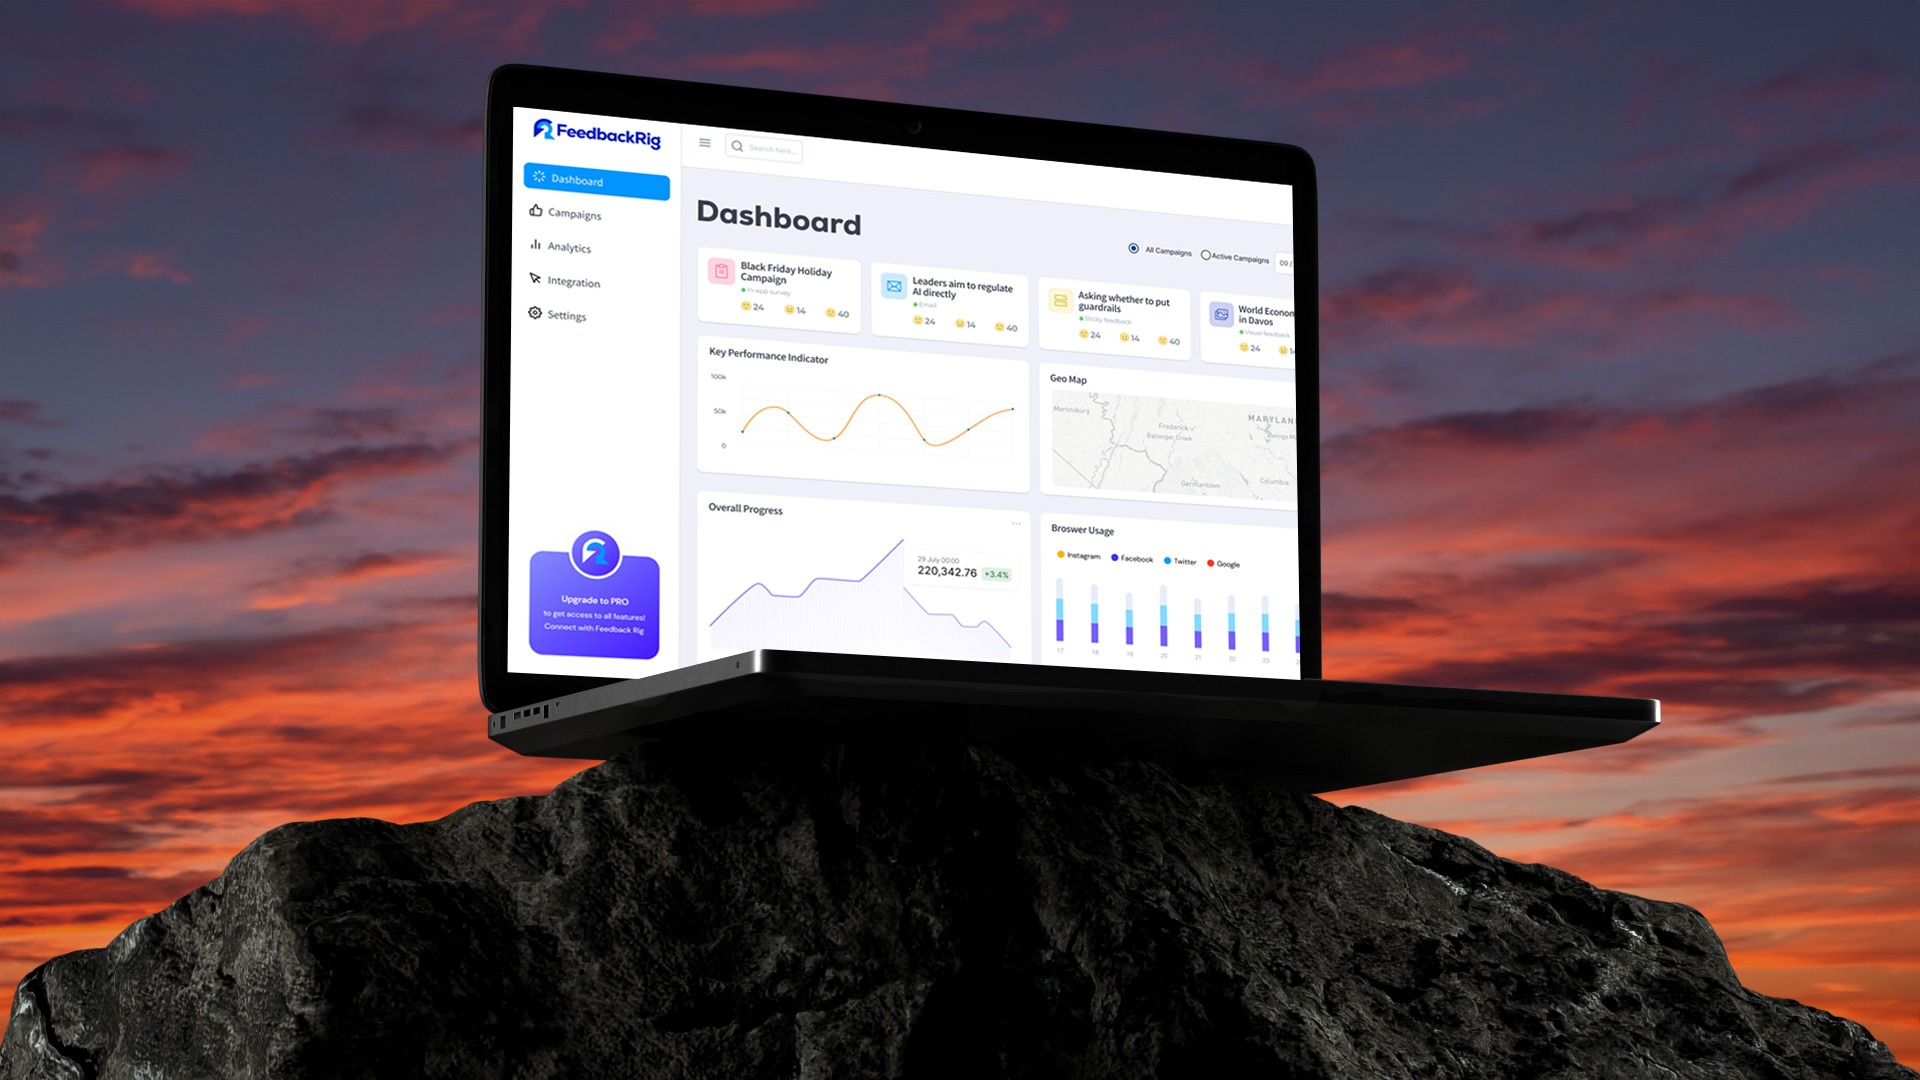 FeedbackRig
Search here...
Dashboard
Campaigns
Analytics
Integration
Settings
Upgrade to PRO
to get access to all features!
Connect with Feedback Rig
Dashboard
All Campaigns
Active Campaigns
09 /
Black Friday Holiday
Campaign
In-app survey
24 14 40
Leaders aim to regulate
AI directly
Email
24 14 40
Asking whether to put
guardrails
Sticky feedback
24 14 40
World Econom
in Davos
Visual feedback
24 14
Key Performance Indicator
100k
50k
0
Geo Map
Martinsburg
MARYLAN
Frederick
Ballenger Creek
Germantown
Columbia
Overall Progress
29 July 00:00
220,342.76 +3.4%
Broswer Usage
Instagram Facebook Twitter Google
17 18 19 20 21 22 23